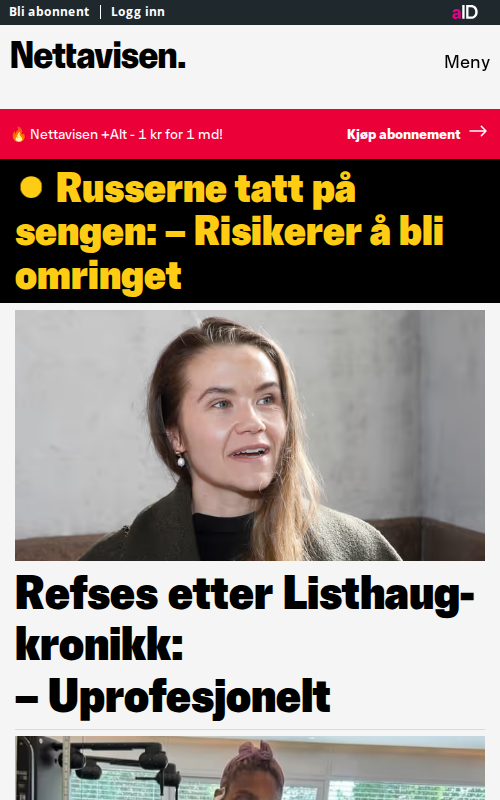 Bli abonnent | Logg inn
aID
Nettavisen.
Meny
🔥 Nettavisen +Alt - 1 kr for 1 md!
Kjøp abonnement →
Russerne tatt på
sengen: – Risikerer å bli
omringet
Refses etter Listhaug-
kronikk:
– Uprofesjonelt